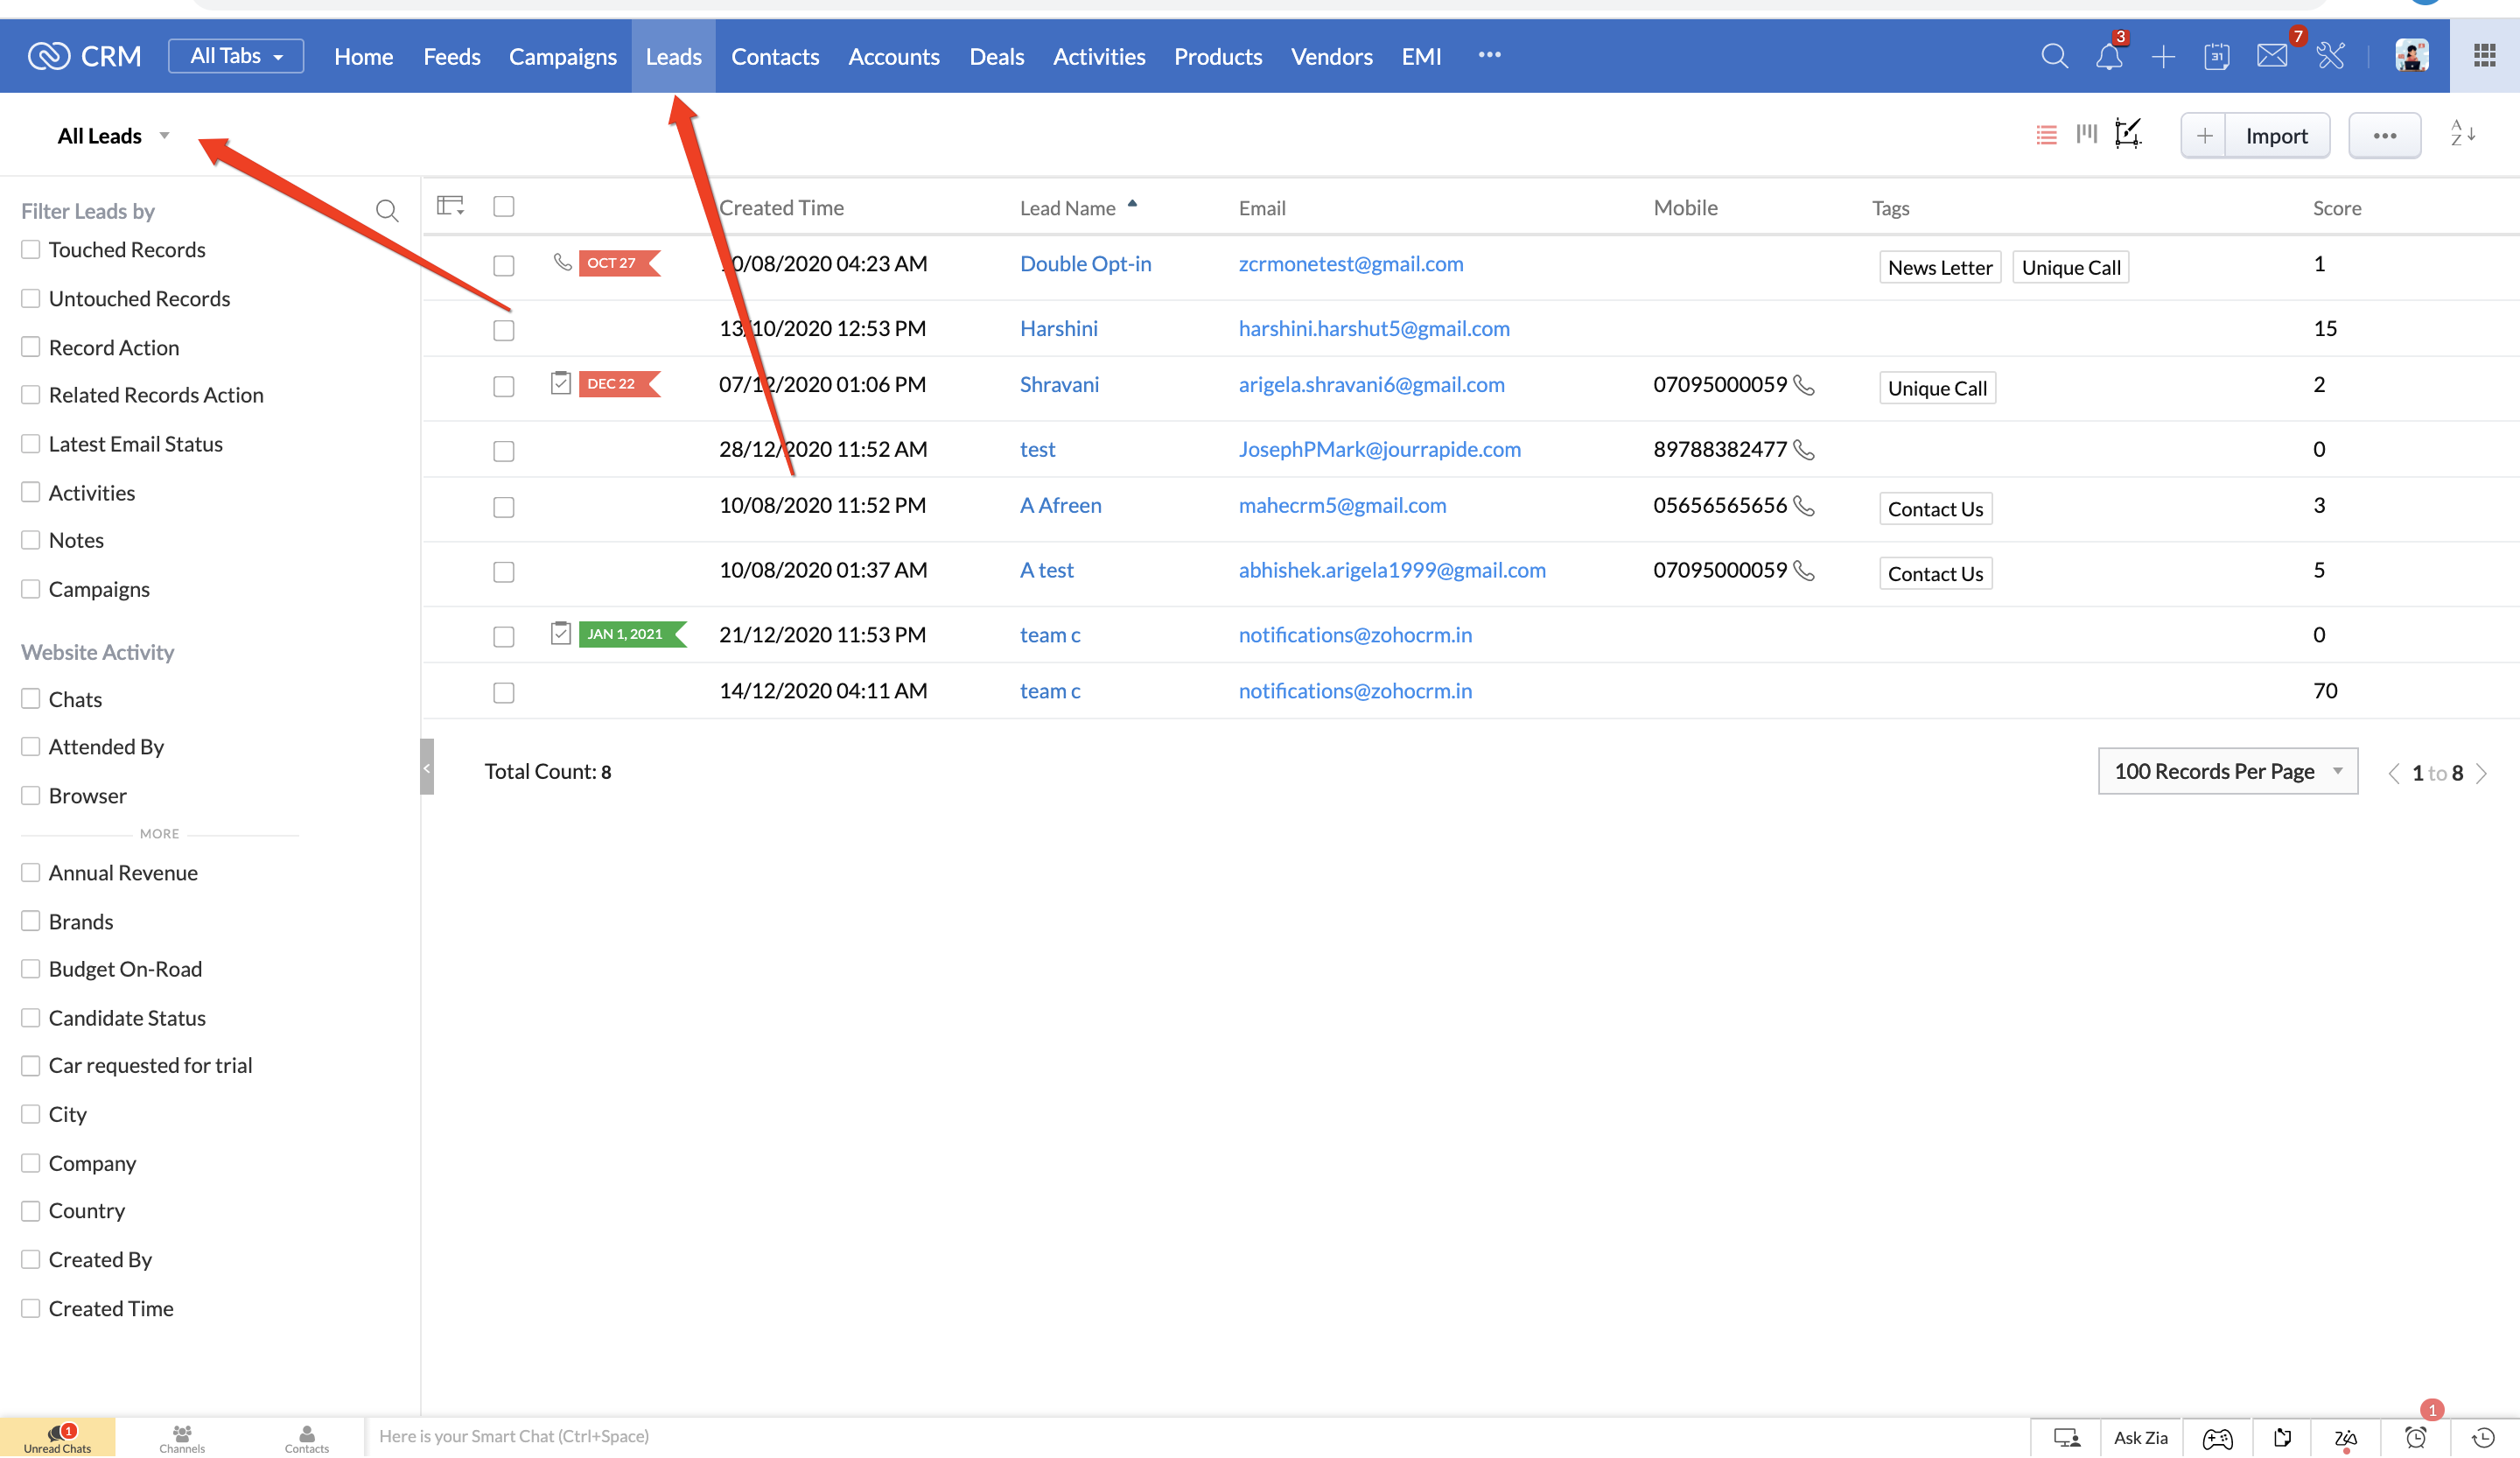 CRM All Tabs Home Feeds Campaigns Leads Contacts Accounts Deals Activities Products Vendors EMI ••• 3 31 7
All Leads Import ••• A Z
Filter Leads by
Touched Records
Untouched Records
Record Action
Related Records Action
Latest Email Status
Activities
Notes
Campaigns
Website Activity
Chats
Attended By
Browser
MORE
Annual Revenue
Brands
Budget On-Road
Candidate Status
Car requested for trial
City
Company
Country
Created By
Created Time
Created Time Lead Name Email Mobile Tags Score
OCT 27 10/08/2020 04:23 AM Double Opt-in zcrmonetest@gmail.com News Letter Unique Call 1
13/10/2020 12:53 PM Harshini harshini.harshut5@gmail.com 15
DEC 22 07/12/2020 01:06 PM Shravani arigela.shravani6@gmail.com 07095000059 Unique Call 2
28/12/2020 11:52 AM test JosephPMark@jourrapide.com 89788382477 0
10/08/2020 11:52 PM A Afreen mahecrm5@gmail.com 05656565656 Contact Us 3
10/08/2020 01:37 AM A test abhishek.arigela1999@gmail.com 07095000059 Contact Us 5
JAN 1, 2021 21/12/2020 11:53 PM team c notifications@zohocrm.in 0
14/12/2020 04:11 AM team c notifications@zohocrm.in 70
Total Count: 8 100 Records Per Page 1 to 8
1 Unread Chats Channels Contacts Here is your Smart Chat (Ctrl+Space) Ask Zia 1